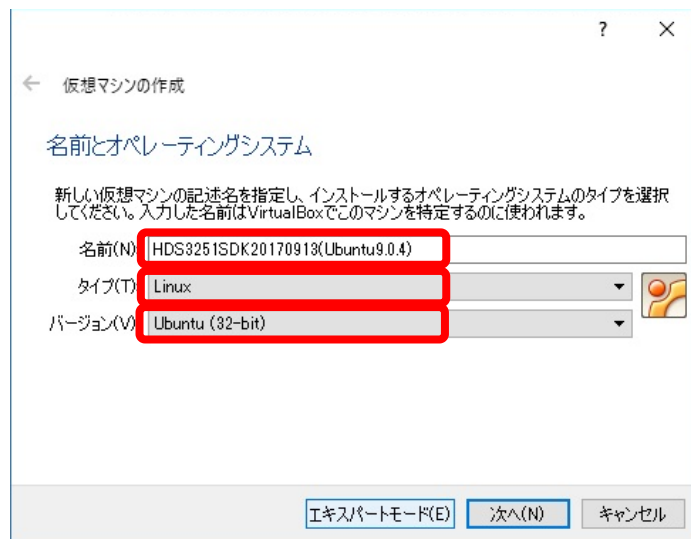 ?
仮想マシンの作成
名前とオペレーティングシステム
新しい仮想マシンの記述名を指定し、インストールするオペレーティングシステムのタイプを選択
してください。入力した名前はVirtualBoxでこのマシンを特定するのに使われます。
名前(N) HDS3251SDK20170913(Ubuntu9.0.4)
タイプ(T) Linux
バージョン(V) Ubuntu (32-bit)
エキスパートモード(E) 次へ(N) キャンセル